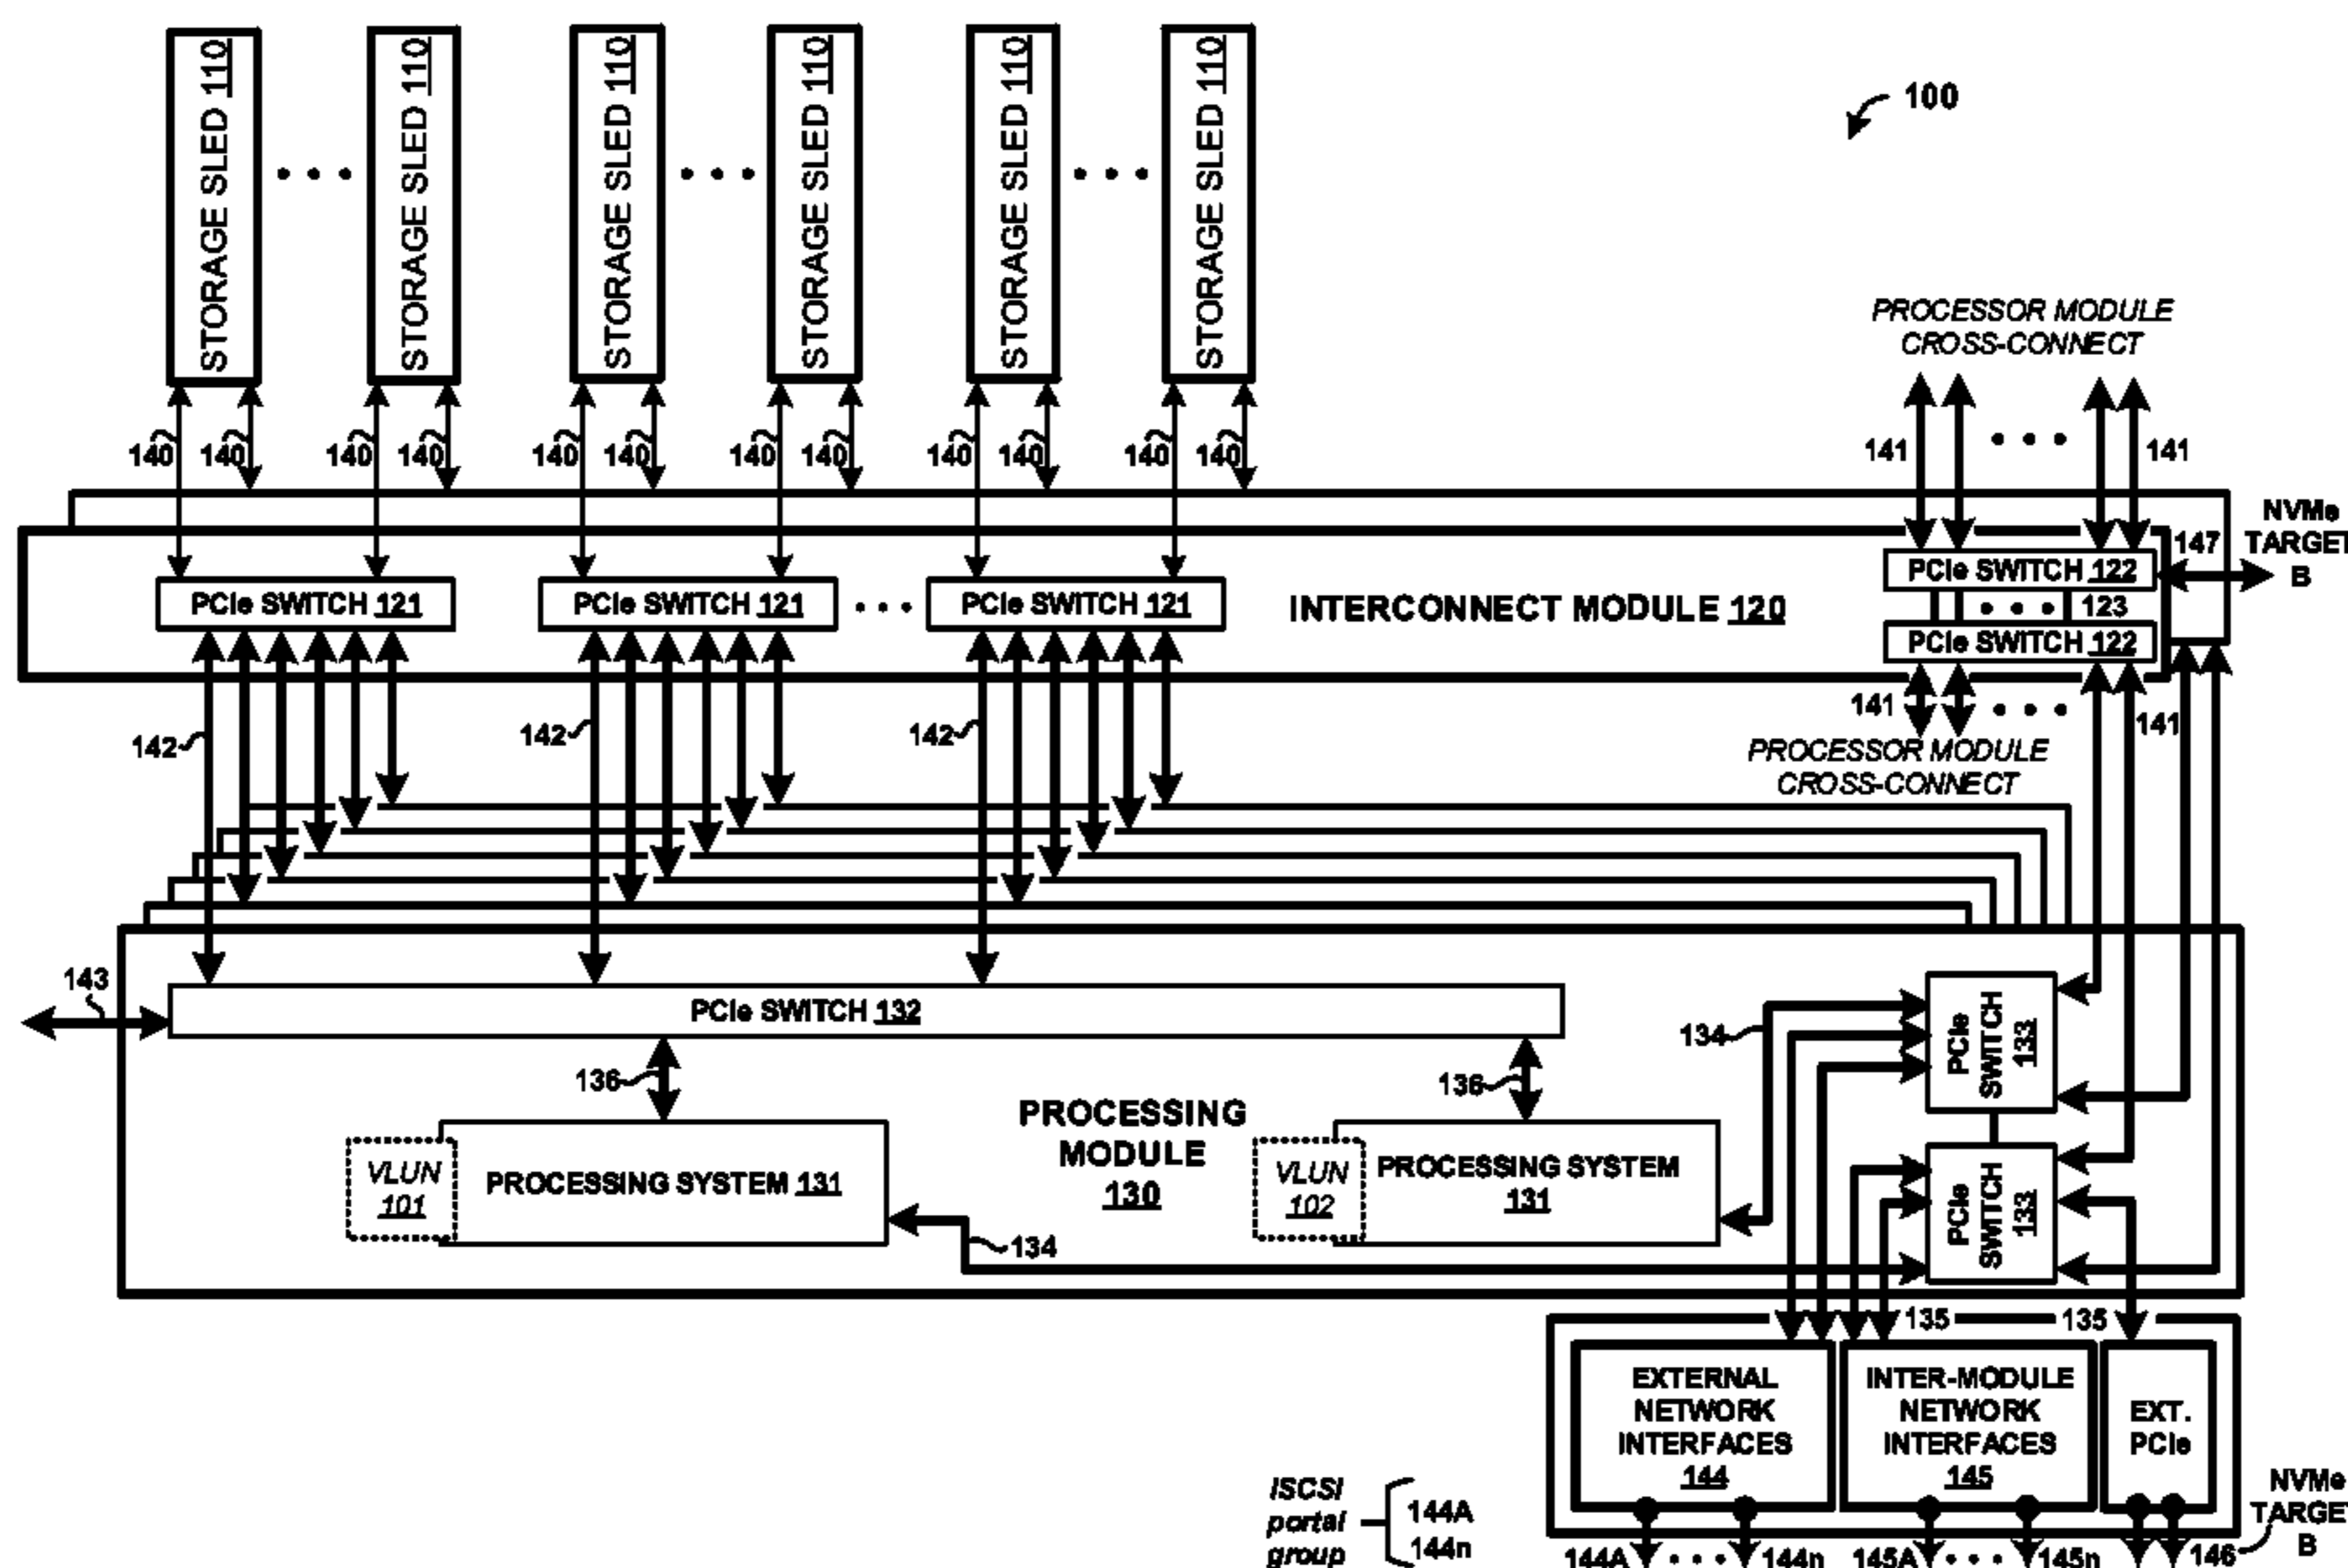 STORAGE SLED 110
STORAGE SLED 110
STORAGE SLED 110
STORAGE SLED 110
STORAGE SLED 110
STORAGE SLED 110
100
PROCESSOR MODULE
CROSS-CONNECT
140
140
140
140
140
140
140
140
140
140
140
140
141
141
NVMe
TARGET
B
147
PCIe SWITCH 121
PCIe SWITCH 121
PCIe SWITCH 121
INTERCONNECT MODULE 120
PCIe SWITCH 122
123
PCIe SWITCH 122
142
142
142
141
141
PROCESSOR MODULE
CROSS-CONNECT
143
PCIe SWITCH 132
136
136
134
PCIe
SWITCH
133
PROCESSING
MODULE
130
VLUN
101
PROCESSING SYSTEM 131
VLUN
102
PROCESSING SYSTEM
131
PCIe
SWITCH
133
134
135
135
EXTERNAL
NETWORK
INTERFACES
144
INTER-MODULE
NETWORK
INTERFACES
145
EXT.
PCIe
iSCSI
portal
group
144A
144n
144A
144n
145A
145n
146
NVMe
TARGET
B